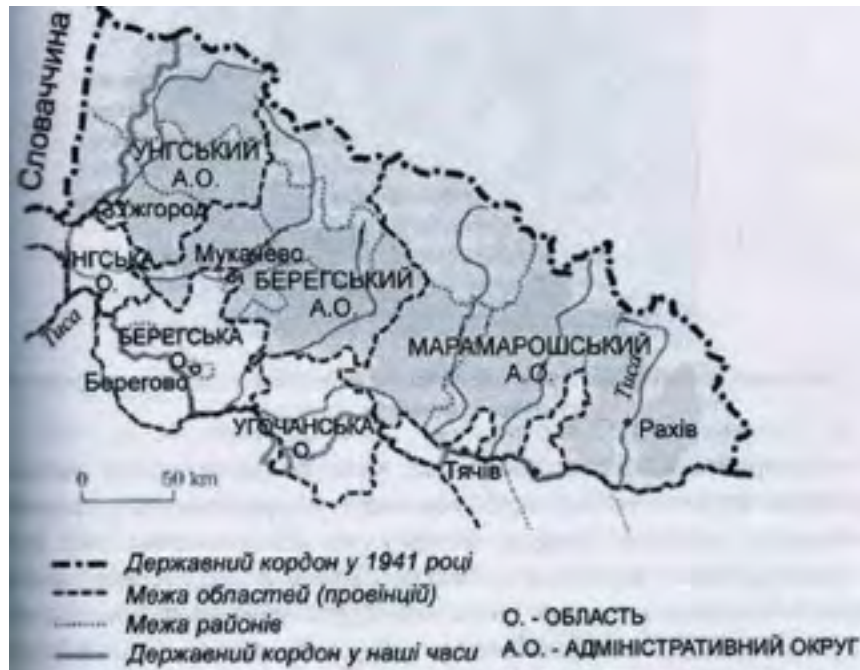 Словаччина
УНГСЬКИЙ
А.О.
Ужгород
УНГСЬКА
О.
Мукачево
БЕРЕГСЬКИЙ
А.О.
Тиса
БЕРЕГСЬКА
О.
Берегово
МАРАМАРОШСЬКИЙ
А.О.
Тиса
Рахів
УГОЧАНСЬКА
О.
Тячів
0 50 km
Державний кордон у 1941 році
Межа областей (провінцій)
Межа районів
Державний кордон у наші часи
О. - ОБЛАСТЬ
А.О. - АДМІНІСТРАТИВНИЙ ОКРУГ